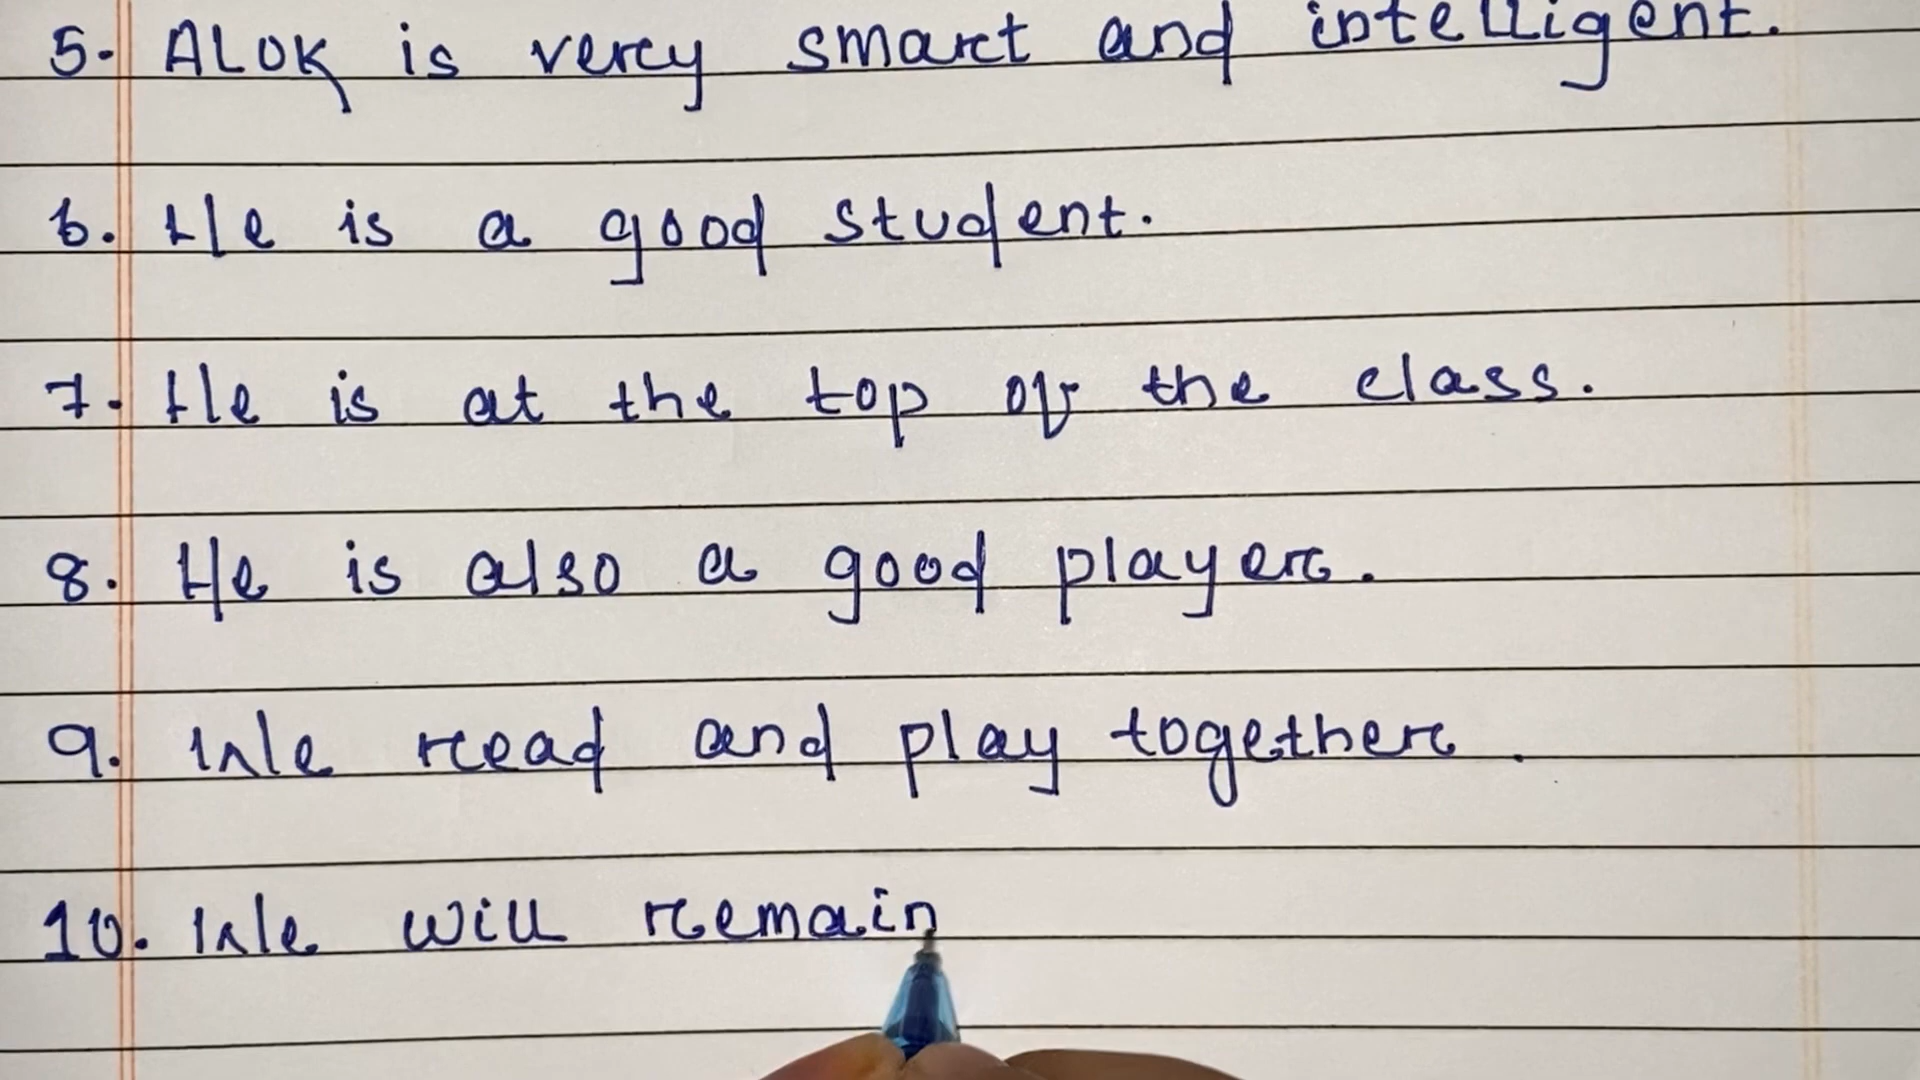 5. Alok is very smart and intelligent.
6. He is a good student.
7. He is at the top of the class.
8. He is also a good player.
9. We read and play together.
10. We will remain